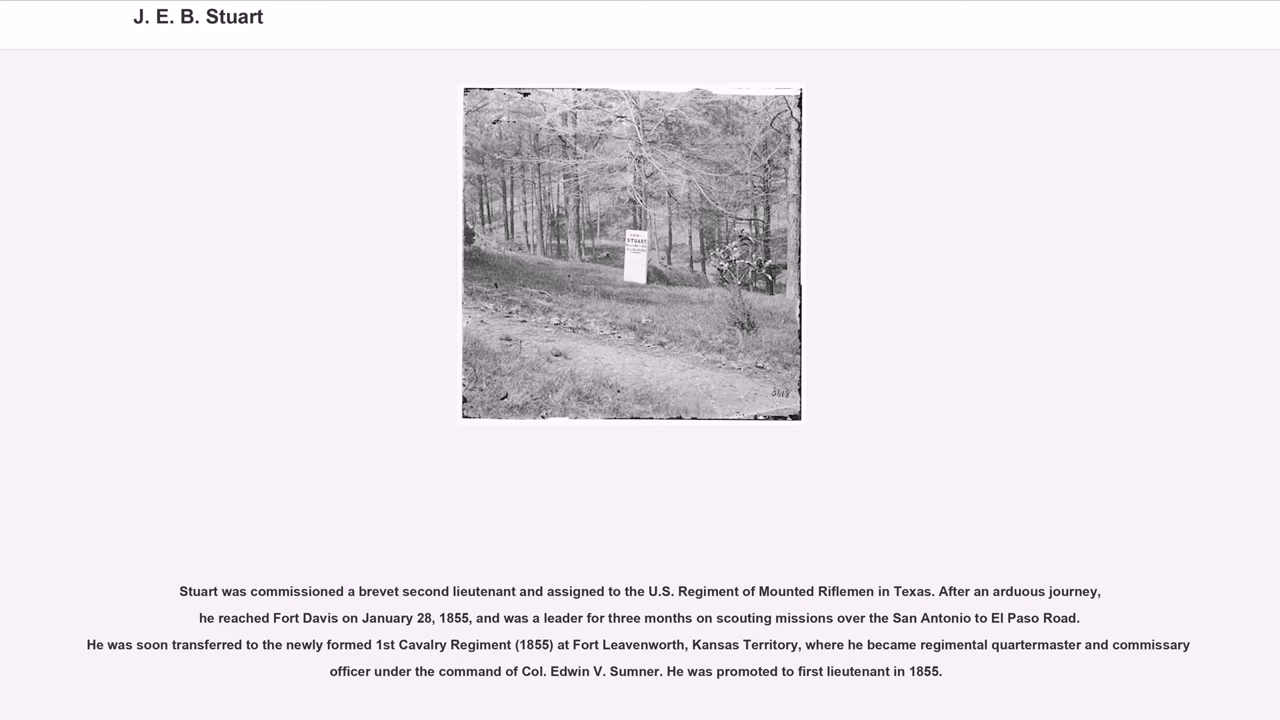 J. E. B. Stuart
STUART
3618
Stuart was commissioned a brevet second lieutenant and assigned to the U.S. Regiment of Mounted Riflemen in Texas. After an arduous journey,
he reached Fort Davis on January 28, 1855, and was a leader for three months on scouting missions over the San Antonio to El Paso Road.
He was soon transferred to the newly formed 1st Cavalry Regiment (1855) at Fort Leavenworth, Kansas Territory, where he became regimental quartermaster and commissary
officer under the command of Col. Edwin V. Sumner. He was promoted to first lieutenant in 1855.